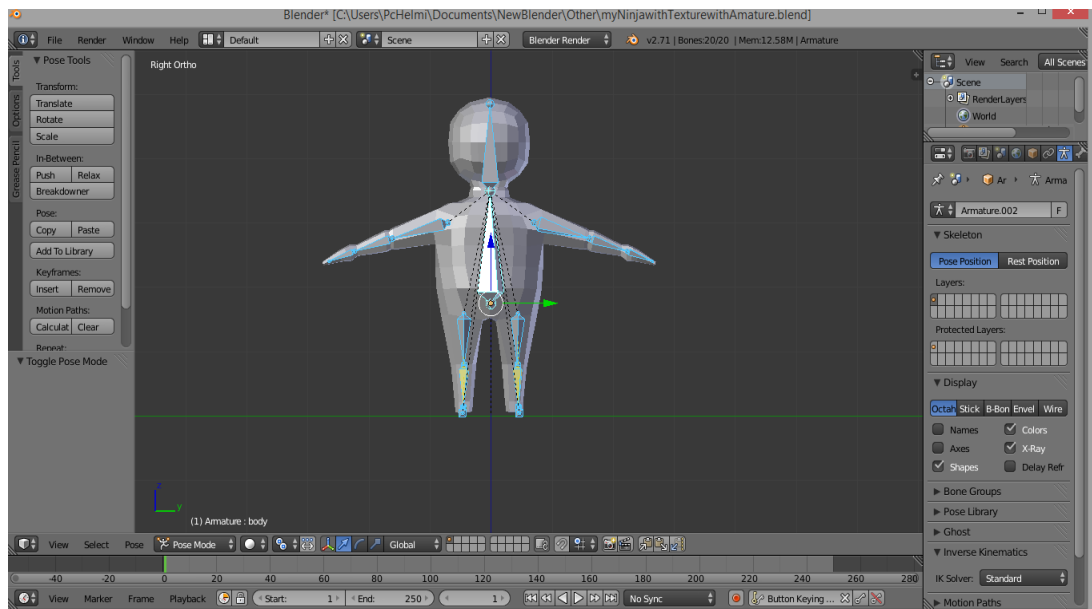 Blender* [C:\Users\PcHelmi\Documents\NewBlender\Other\myNinjawithTexturewithAmature.blend]
File Render Window Help Default Scene Blender Render v2.71 | Bones:20/20 | Mem:12.58M | Armature
Tools
Options
Grease Pencil
Pose Tools
Transform:
Translate
Rotate
Scale
In-Between:
Push Relax
Breakdowner
Pose:
Copy Paste
Add To Library
Keyframes:
Insert Remove
Motion Paths:
Calculat Clear
Repeat:
Toggle Pose Mode
Right Ortho
z
y
(1) Armature : body
View Select Pose Pose Mode Global
-40 -20 0 20 40 60 80 100 120 140 160 180 200 220 240 260 280
View Marker Frame Playback Start: 1 End: 250 1 No Sync Button Keying ...
View Search All Scenes
Scene
RenderLayers
World
Ar Arma
Armature.002 F
Skeleton
Pose Position Rest Position
Layers:
Protected Layers:
Display
Octah Stick B-Bon Envel Wire
Names Colors
Axes X-Ray
Shapes Delay Refr
Bone Groups
Pose Library
Ghost
Inverse Kinematics
IK Solver: Standard
Motion Paths